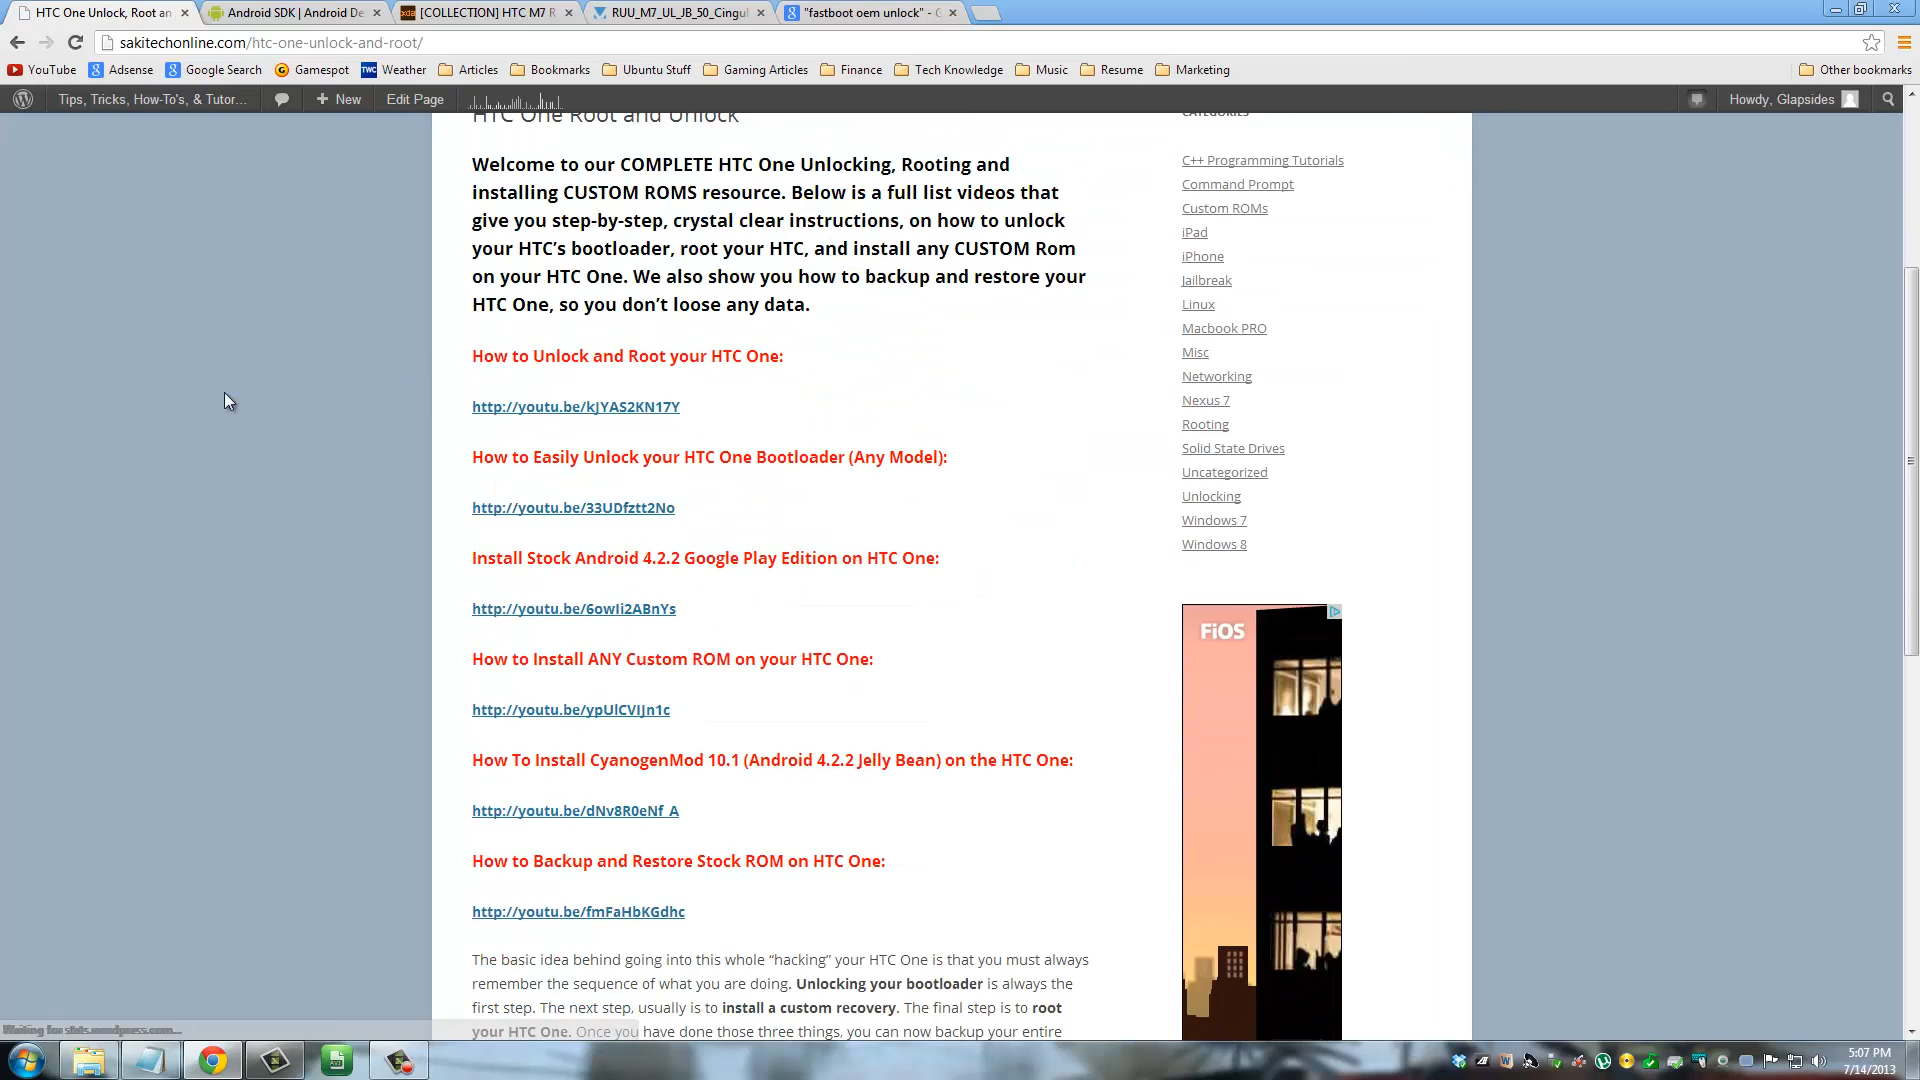 HTC One Unlock, Root an
Android SDK | Android De
[COLLECTION] HTC M7 R
RUU_M7_UL_JB_50_Cingul
"fastboot oem unlock" - G
sakitechonline.com/htc-one-unlock-and-root/
YouTube
Adsense
Google Search
Gamespot
Weather
Articles
Bookmarks
Ubuntu Stuff
Gaming Articles
Finance
Tech Knowledge
Music
Resume
Marketing
Other bookmarks
Tips, Tricks, How-To's, & Tutor...
New
Edit Page
Howdy, Glapsides
HTC One Root and Unlock
Welcome to our COMPLETE HTC One Unlocking, Rooting and
installing CUSTOM ROMS resource. Below is a full list videos that
give you step-by-step, crystal clear instructions, on how to unlock
your HTC’s bootloader, root your HTC, and install any CUSTOM Rom
on your HTC One. We also show you how to backup and restore your
HTC One, so you don’t loose any data.
How to Unlock and Root your HTC One:
http://youtu.be/kJYAS2KN17Y
How to Easily Unlock your HTC One Bootloader (Any Model):
http://youtu.be/33UDfztt2No
Install Stock Android 4.2.2 Google Play Edition on HTC One:
http://youtu.be/6owIi2ABnYs
How to Install ANY Custom ROM on your HTC One:
http://youtu.be/ypUlCVIJn1c
How To Install CyanogenMod 10.1 (Android 4.2.2 Jelly Bean) on the HTC One:
http://youtu.be/dNv8R0eNf_A
How to Backup and Restore Stock ROM on HTC One:
http://youtu.be/fmFaHbKGdhc
The basic idea behind going into this whole “hacking” your HTC One is that you must always
remember the sequence of what you are doing. Unlocking your bootloader is always the
first step. The next step, usually is to install a custom recovery. The final step is to root
your HTC One. Once you have done those three things, you can now backup your entire
CATEGORIES
C++ Programming Tutorials
Command Prompt
Custom ROMs
iPad
iPhone
Jailbreak
Linux
Macbook PRO
Misc
Networking
Nexus 7
Rooting
Solid State Drives
Uncategorized
Unlocking
Windows 7
Windows 8
FiOS
Waiting for stats.wordpress.com...
5:07 PM
7/14/2013